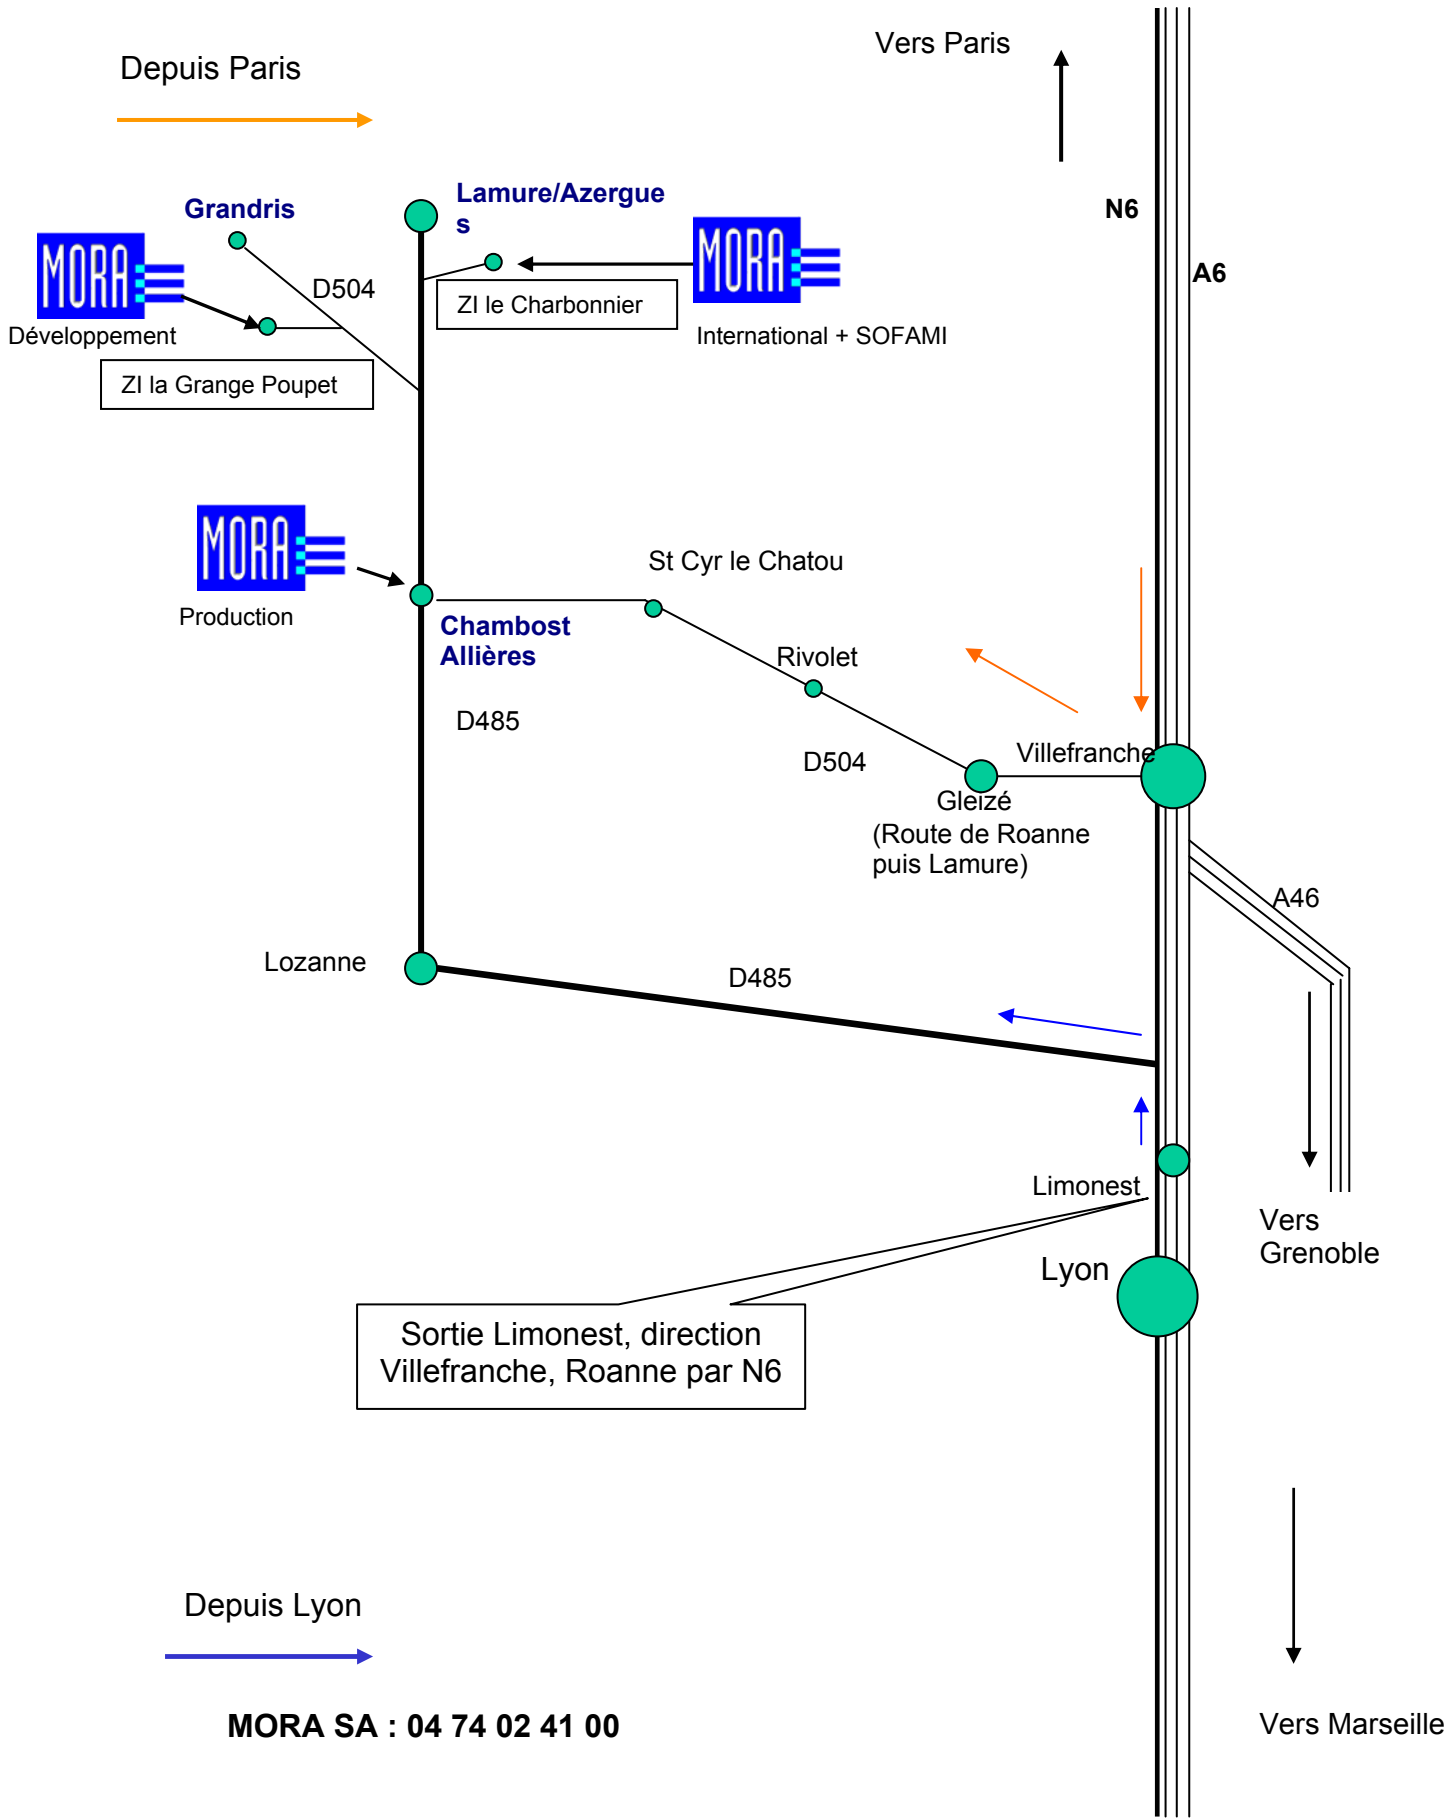 Vers Paris
Depuis Paris
Lamure/Azergue
s
Grandris
N6
MORA
MORA
A6
D504
ZI le Charbonnier
Développement
International + SOFAMI
ZI la Grange Poupet
MORA
St Cyr le Chatou
Production
Chambost
Allières
Rivolet
D485
Villefranche
D504
Gleizé
(Route de Roanne
puis Lamure)
A46
Lozanne
D485
Limonest
Vers
Grenoble
Lyon
Sortie Limonest, direction
Villefranche, Roanne par N6
Depuis Lyon
MORA SA : 04 74 02 41 00
Vers Marseille